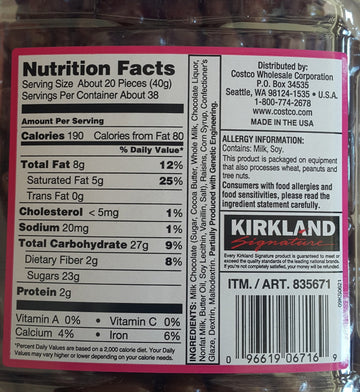 Nutrition Facts
Serving Size About 20 Pieces (40g)
Servings Per Container About 38
Amount Per Serving
Calories 190 Calories from Fat 80
% Daily Value*
Total Fat 8g 12%
Saturated Fat 5g 25%
Trans Fat 0g
Cholesterol < 5mg 1%
Sodium 20mg 1%
Total Carbohydrate 27g 9%
Dietary Fiber 2g 8%
Sugars 23g
Protein 2g
Vitamin A 0% • Vitamin C 0%
Calcium 4% • Iron 6%
*Percent Daily Values are based on a 2,000 calorie diet. Your daily
values may be higher or lower depending on your calorie needs.
INGREDIENTS: Milk Chocolate (Sugar, Cocoa Butter, Whole Milk, Chocolate Liquor,
Nonfat Milk, Butter Oil, Soy Lecithin, Vanillin, Salt), Raisins, Corn Syrup, Confectioner's
Glaze, Dextrin, Maltodextrin. Partially Produced with Genetic Engineering.
Distributed by:
Costco Wholesale Corporation
P.O. Box 34535
Seattle, WA 98124-1535 • U.S.A.
1-800-774-2678
www.costco.com
MADE IN THE USA
ALLERGY INFORMATION:
Contains: Milk, Soy.
This product is packaged on equipment
that also processes wheat, peanuts and
tree nuts.
Consumers with food allergies and
food sensitivities, please read the
ingredient statement carefully.
KIRKLAND
Signature
Every Kirkland Signature product is guaranteed to meet or
exceed the quality standards of the leading national brands.
If you're not completely satisfied, your money will be refunded.
ITM. / ART. 835671
0 96619 06716 9